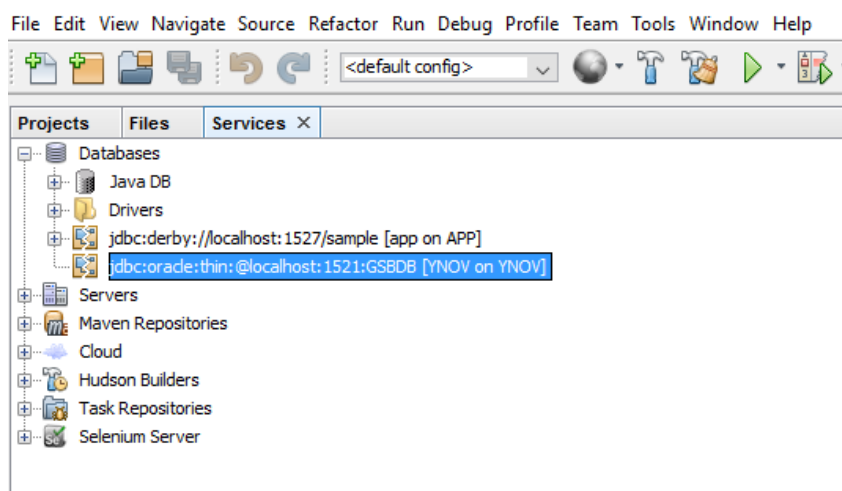 File Edit View Navigate Source Refactor Run Debug Profile Team Tools Window Help
<default config>
Projects Files Services ×
Databases
Java DB
Drivers
jdbc:derby://localhost:1527/sample [app on APP]
jdbc:oracle:thin:@localhost:1521:GSBDB [YNOV on YNOV]
Servers
Maven Repositories
Cloud
Hudson Builders
Task Repositories
Selenium Server